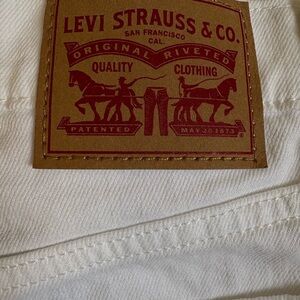 LEVI STRAUSS & CO.
SAN FRANCISCO
CAL.
ORIGINAL RIVETED
QUALITY CLOTHING
PATENTED MAY 20 1873
®